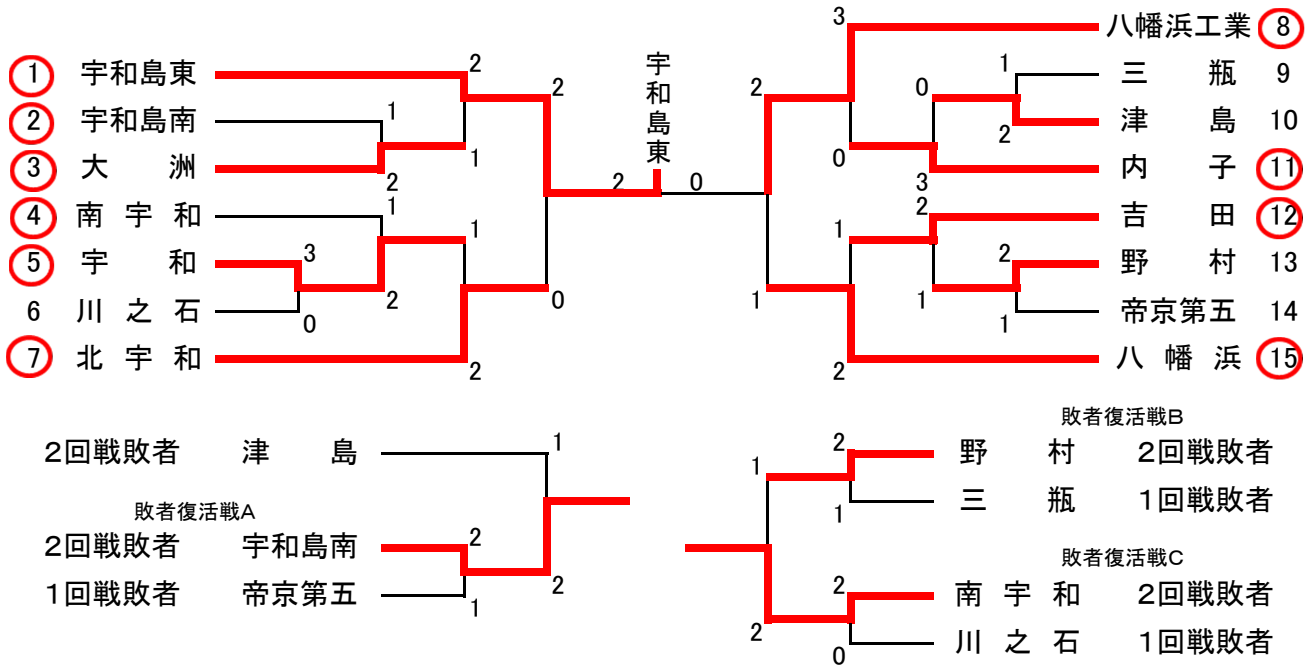 1 宇和島東
2 宇和島南
3 大洲
4 南宇和
5 宇和
6 川之石
7 北宇和
2
1
2
1
1
3
0
2
1
2
2
0
2
宇和島東
0
3
2
0
1
2
3
0
2
1
2
1
1
1
2
八幡浜工業 8
三瓶 9
津島 10
内子 11
吉田 12
野村 13
帝京第五 14
八幡浜 15
2回戦敗者 津島 1
敗者復活戦A
2回戦敗者 宇和島南 2
1回戦敗者 帝京第五 1
2
敗者復活戦B
2 野村 2回戦敗者
1 三瓶 1回戦敗者
1
敗者復活戦C
2 南宇和 2回戦敗者
0 川之石 1回戦敗者
2